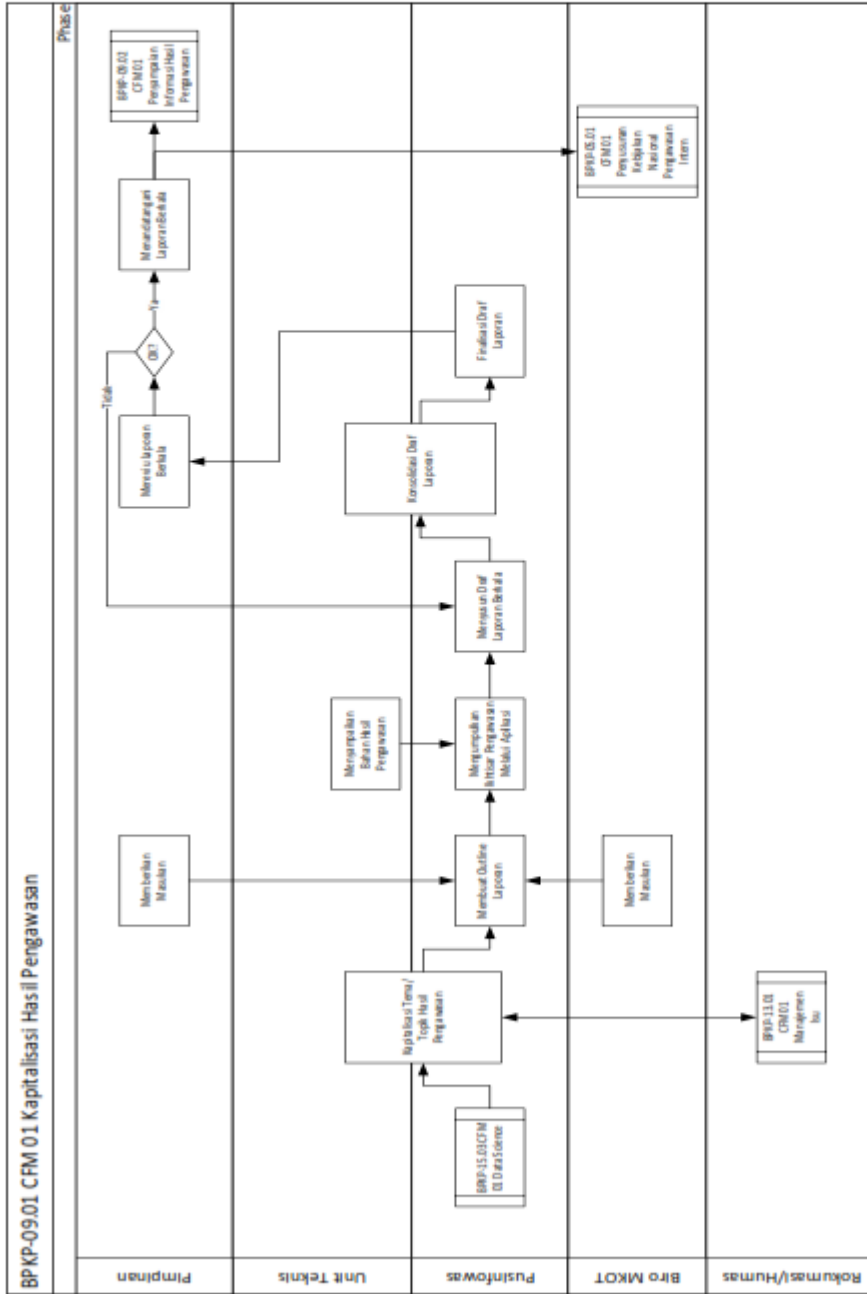 BPKP-09.01 CFM 01 Kapitalisasi Hasil Pengawasan
Phase
Pimpinan
Memberikan
Masukan
Mereviu Laporan
Berkala
OK?
Ya
Tidak
Menandatangani
Laporan Berkala
BPKP-09.02
CFM 01
Penyampaian
Informasi Hasil
Pengawasan
Unit Teknis
Menyampaikan
Bahan Hasil
Pengawasan
Kapitalisasi Tema/
Topik Hasil
Pengawasan
Konsolidasi Draf
Laporan
Pusinfowas
BPKP-15.03 CFM
01 Data Science
Membuat Outline
Laporan
Mengumpulkan
Ikhtisar Pengawasan
Melalui Aplikasi
Menyusun Draf
Laporan Berkala
Finalisasi Draf
Laporan
Biro MKOT
Memberikan
Masukan
BPKP-05.01
CFM 01
Penyusunan
Kebijakan
Nasional
Pengawasan
Intern
Rokumasi/Humas
BPKP-13.01
CFM 01
Manajemen
Isu